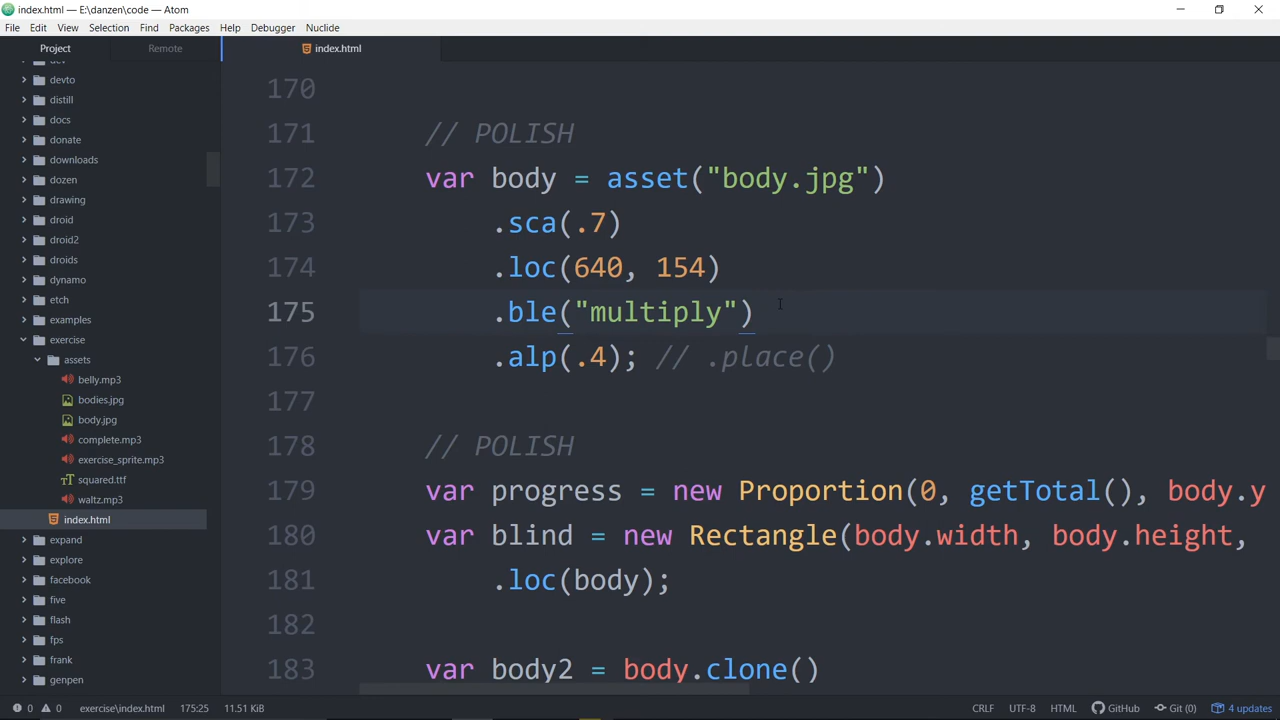 index.html — E:\danzen\code — Atom
File Edit View Selection Find Packages Help Debugger Nuclide
Project Remote
index.html
dev
devto
distill
docs
donate
downloads
dozen
drawing
droid
droid2
droids
dynamo
etch
examples
exercise
assets
belly.mp3
bodies.jpg
body.jpg
complete.mp3
exercise_sprite.mp3
squared.ttf
waltz.mp3
index.html
expand
explore
facebook
five
flash
fps
frank
genpen
170
171 // POLISH
172 var body = asset("body.jpg")
173 .sca(.7)
174 .loc(640, 154)
175 .ble("multiply")
176 .alp(.4); // .place()
177
178 // POLISH
179 var progress = new Proportion(0, getTotal(), body.y
180 var blind = new Rectangle(body.width, body.height,
181 .loc(body);
182
183 var body2 = body.clone()
0 0 exercise\index.html 175:25 11.51 KiB CRLF UTF-8 HTML GitHub Git (0) 4 updates